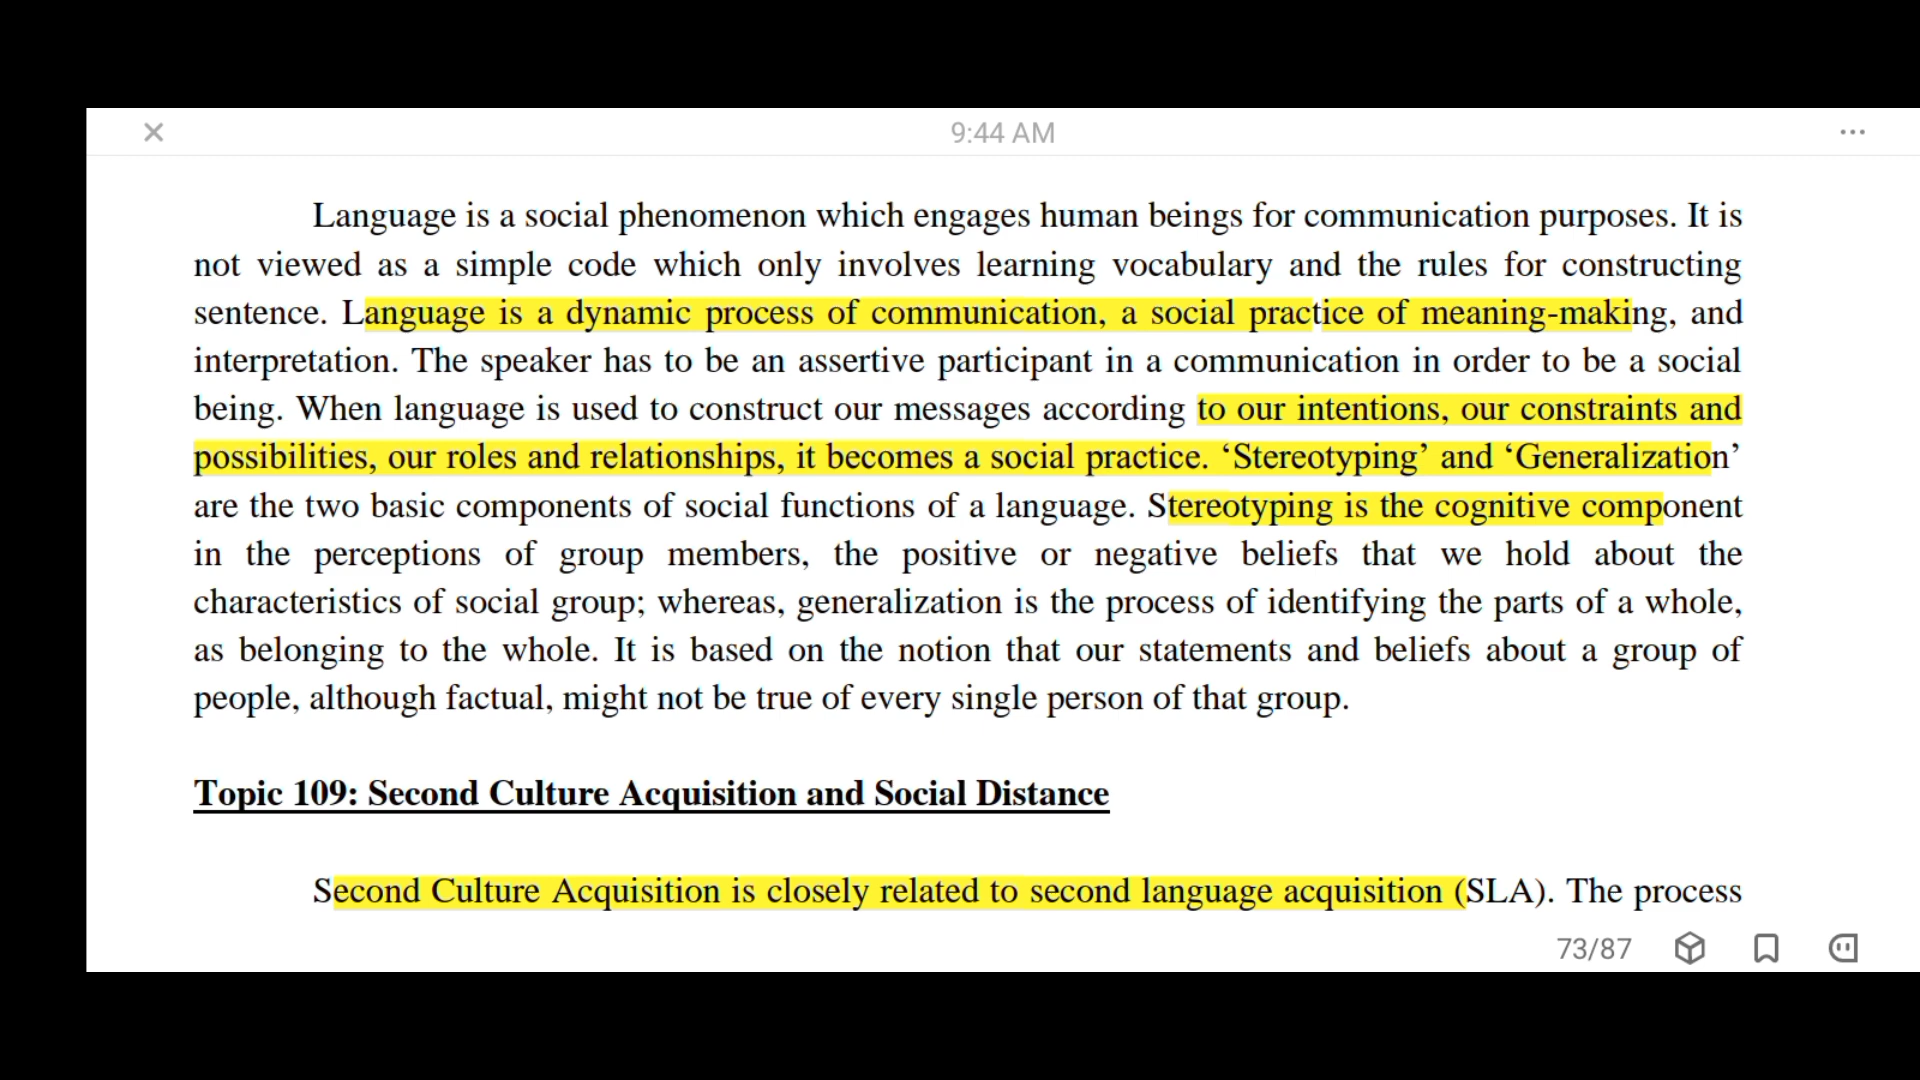 9:44 AM
Language is a social phenomenon which engages human beings for communication purposes. It is
not viewed as a simple code which only involves learning vocabulary and the rules for constructing
sentence. Language is a dynamic process of communication, a social practice of meaning-making, and
interpretation. The speaker has to be an assertive participant in a communication in order to be a social
being. When language is used to construct our messages according to our intentions, our constraints and
possibilities, our roles and relationships, it becomes a social practice. ‘Stereotyping’ and ‘Generalization’
are the two basic components of social functions of a language. Stereotyping is the cognitive component
in the perceptions of group members, the positive or negative beliefs that we hold about the
characteristics of social group; whereas, generalization is the process of identifying the parts of a whole,
as belonging to the whole. It is based on the notion that our statements and beliefs about a group of
people, although factual, might not be true of every single person of that group.
Topic 109: Second Culture Acquisition and Social Distance
Second Culture Acquisition is closely related to second language acquisition (SLA). The process
73/87